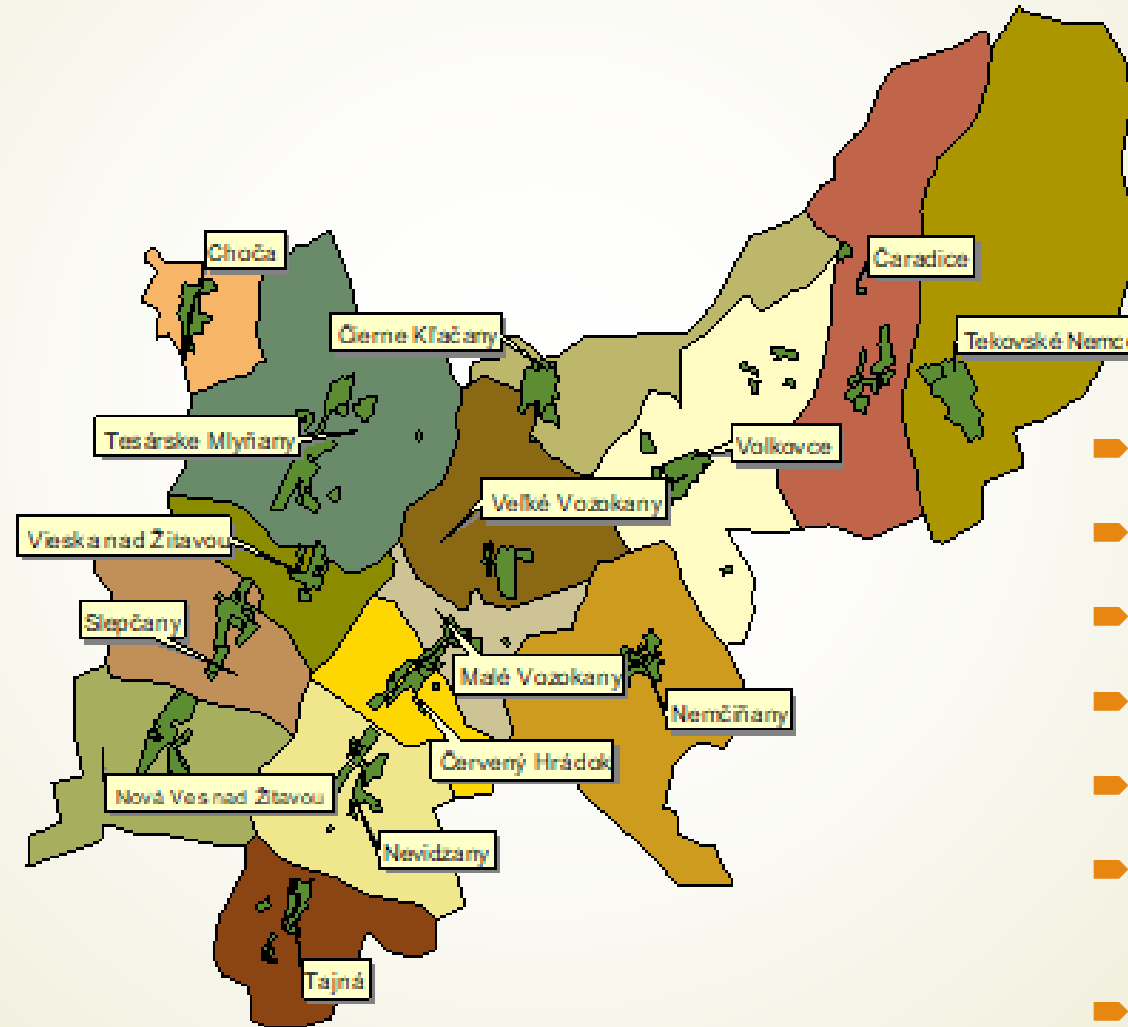 Choča
Čaradice
Čierne Kľačany
Tekovské Nemc
Tesárske Mlyňany
Volkovce
Veľké Vozokany
Vieska nad Žitavou
Slepčany
Malé Vozokany
Nemčiňany
Červený Hrádok
Nová Ves nad Žitavou
Nevidzany
Tajná